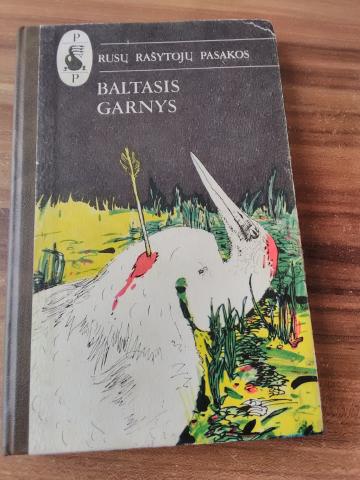 P
P
RUSŲ RAŠYTOJŲ PASAKOS
BALTASIS
GARNYS